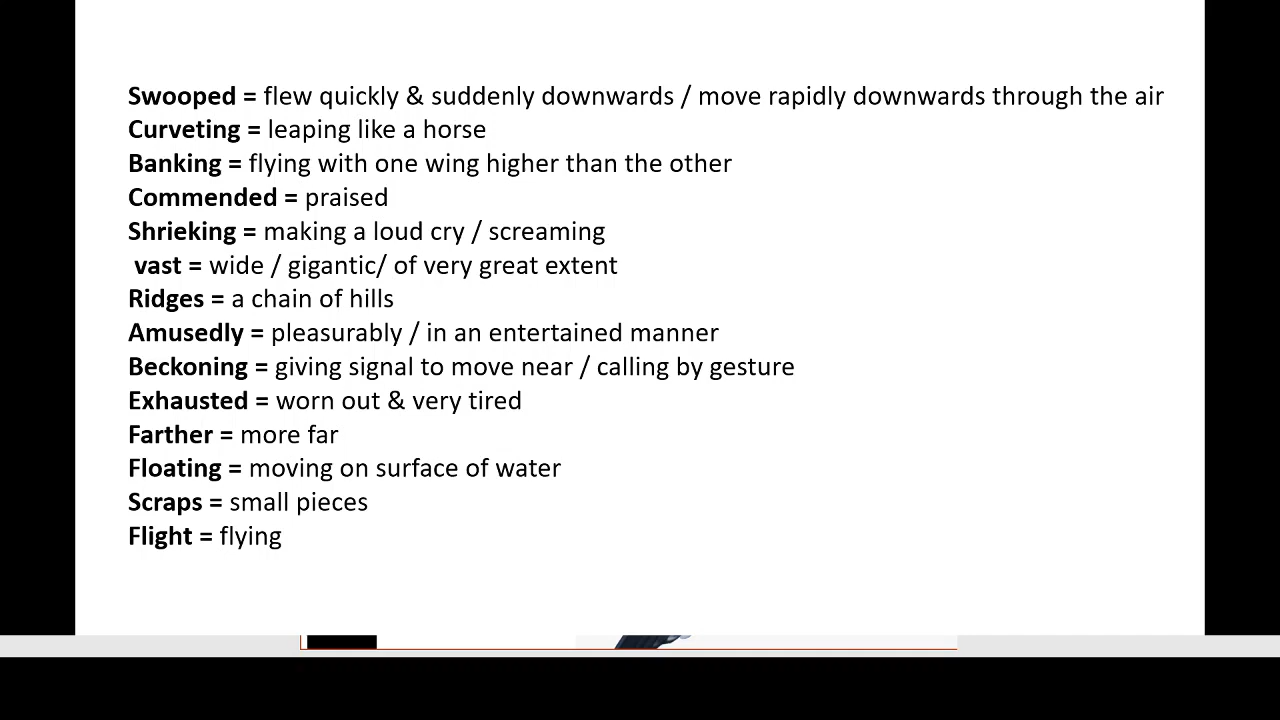 Swooped = flew quickly & suddenly downwards / move rapidly downwards through the air
Curveting = leaping like a horse
Banking = flying with one wing higher than the other
Commended = praised
Shrieking = making a loud cry / screaming
vast = wide / gigantic/ of very great extent
Ridges = a chain of hills
Amusedly = pleasurably / in an entertained manner
Beckoning = giving signal to move near / calling by gesture
Exhausted = worn out & very tired
Farther = more far
Floating = moving on surface of water
Scraps = small pieces
Flight = flying